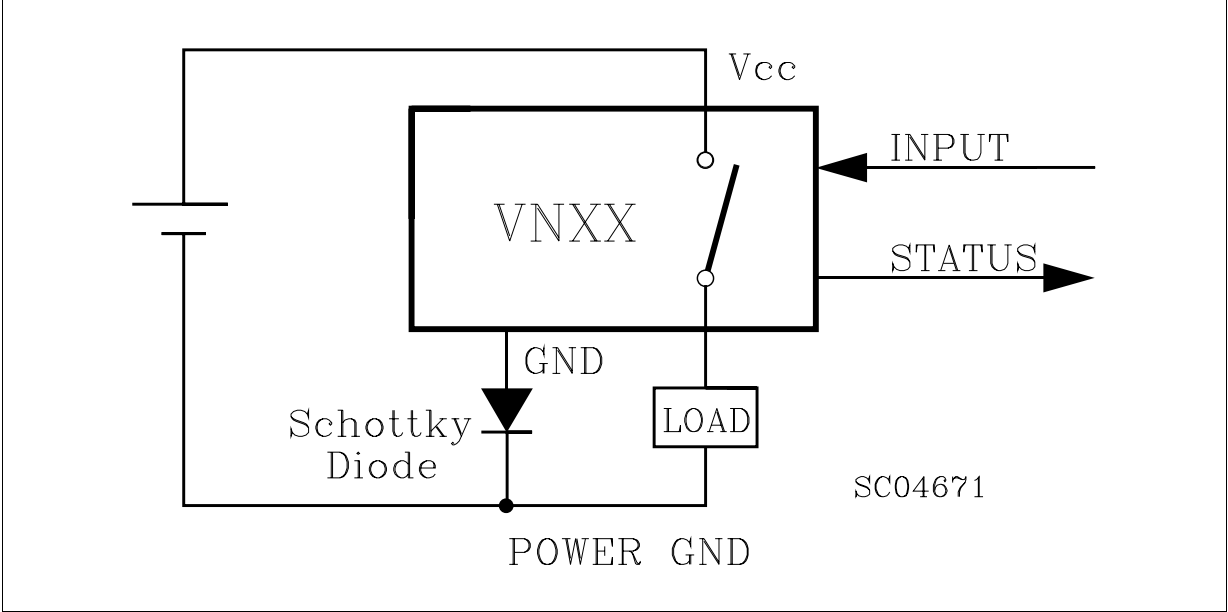 Vcc
INPUT
VNXX
STATUS
GND
Schottky
Diode
LOAD
SC04671
POWER GND